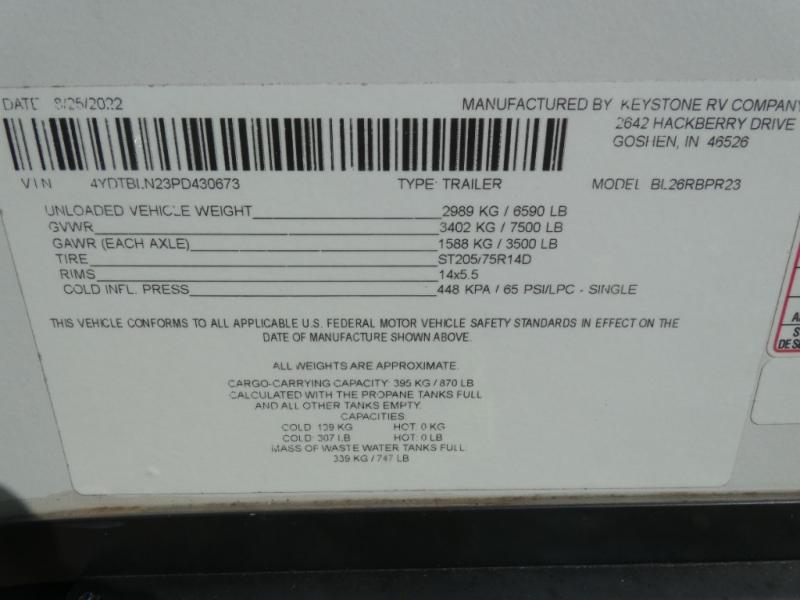 DATE 8/25/2022 MANUFACTURED BY KEYSTONE RV COMPANY
2642 HACKBERRY DRIVE
GOSHEN, IN 46526
VIN 4YDTBLN23PD430673 TYPE: TRAILER MODEL BL26RBPR23
UNLOADED VEHICLE WEIGHT 2989 KG / 6590 LB
GVWR 3402 KG / 7500 LB
GAWR (EACH AXLE) 1588 KG / 3500 LB
TIRE ST205/75R14D
RIMS 14x5.5
COLD INFL. PRESS 448 KPA / 65 PSI/LPC - SINGLE
THIS VEHICLE CONFORMS TO ALL APPLICABLE U.S. FEDERAL MOTOR VEHICLE SAFETY STANDARDS IN EFFECT ON THE
DATE OF MANUFACTURE SHOWN ABOVE.
ALL WEIGHTS ARE APPROXIMATE.
CARGO-CARRYING CAPACITY: 395 KG / 870 LB
CALCULATED WITH THE PROPANE TANKS FULL
AND ALL OTHER TANKS EMPTY.
CAPACITIES:
COLD: 139 KG HOT: 0 KG
COLD: 307 LB HOT: 0 LB
MASS OF WASTE WATER TANKS FULL:
339 KG / 747 LB